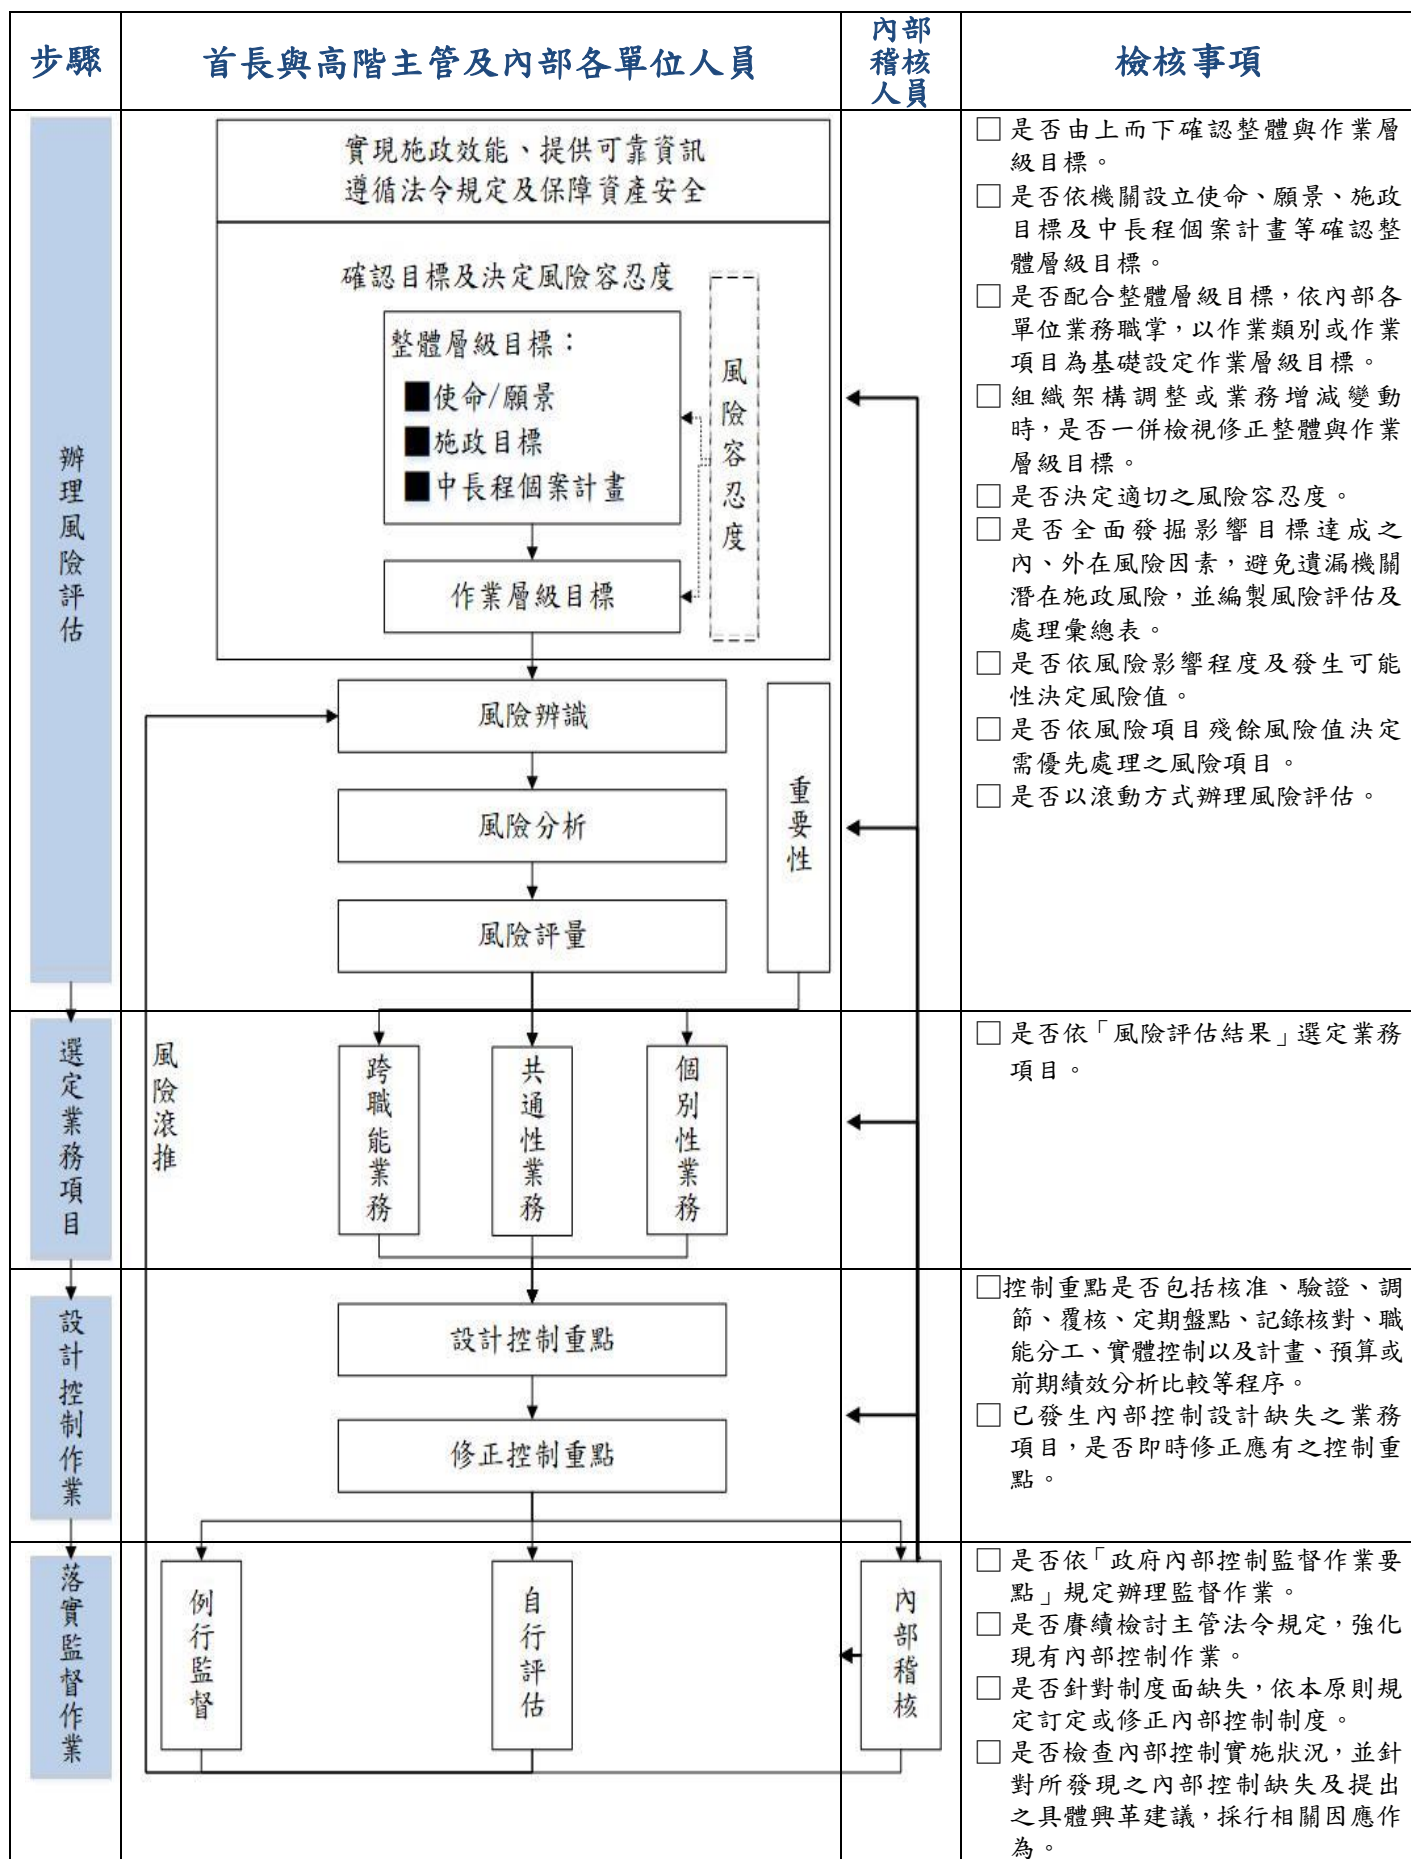 步驟
首長與高階主管及內部各單位人員
內部
稽核
人員
檢核事項
辦理風險評估
實現施政效能、提供可靠資訊
遵循法令規定及保障資產安全
確認目標及決定風險容忍度
整體層級目標：
■使命/願景
■施政目標
■中長程個案計畫
風險容忍度
作業層級目標
風險辨識
風險分析
風險評量
重要性
□是否由上而下確認整體與作業層
級目標。
□是否依機關設立使命、願景、施政
目標及中長程個案計畫等確認整
體層級目標。
□是否配合整體層級目標，依內部各
單位業務職掌，以作業類別或作業
項目為基礎設定作業層級目標。
□組織架構調整或業務增減變動
時，是否一併檢視修正整體與作業
層級目標。
□是否決定適切之風險容忍度。
□是否全面發掘影響目標達成之
內、外在風險因素，避免遺漏機關
潛在施政風險，並編製風險評估及
處理彙總表。
□是否依風險影響程度及發生可能
性決定風險值。
□是否依風險項目殘餘風險值決定
需優先處理之風險項目。
□是否以滾動方式辦理風險評估。
選定業務項目
風險滾推
跨職能業務
共通性業務
個別性業務
□是否依「風險評估結果」選定業務
項目。
設計控制作業
設計控制重點
修正控制重點
□控制重點是否包括核准、驗證、調
節、覆核、定期盤點、記錄核對、職
能分工、實體控制以及計畫、預算或
前期績效分析比較等程序。
□已發生內部控制設計缺失之業務
項目，是否即時修正應有之控制重
點。
落實監督作業
例行監督
自行評估
內部稽核
□是否依「政府內部控制監督作業要
點」規定辦理監督作業。
□是否賡續檢討主管法令規定，強化
現有內部控制作業。
□是否針對制度面缺失，依本原則規
定訂定或修正內部控制制度。
□是否檢查內部控制實施狀況，並針
對所發現之內部控制缺失及提出
之具體興革建議，採行相關因應作
為。